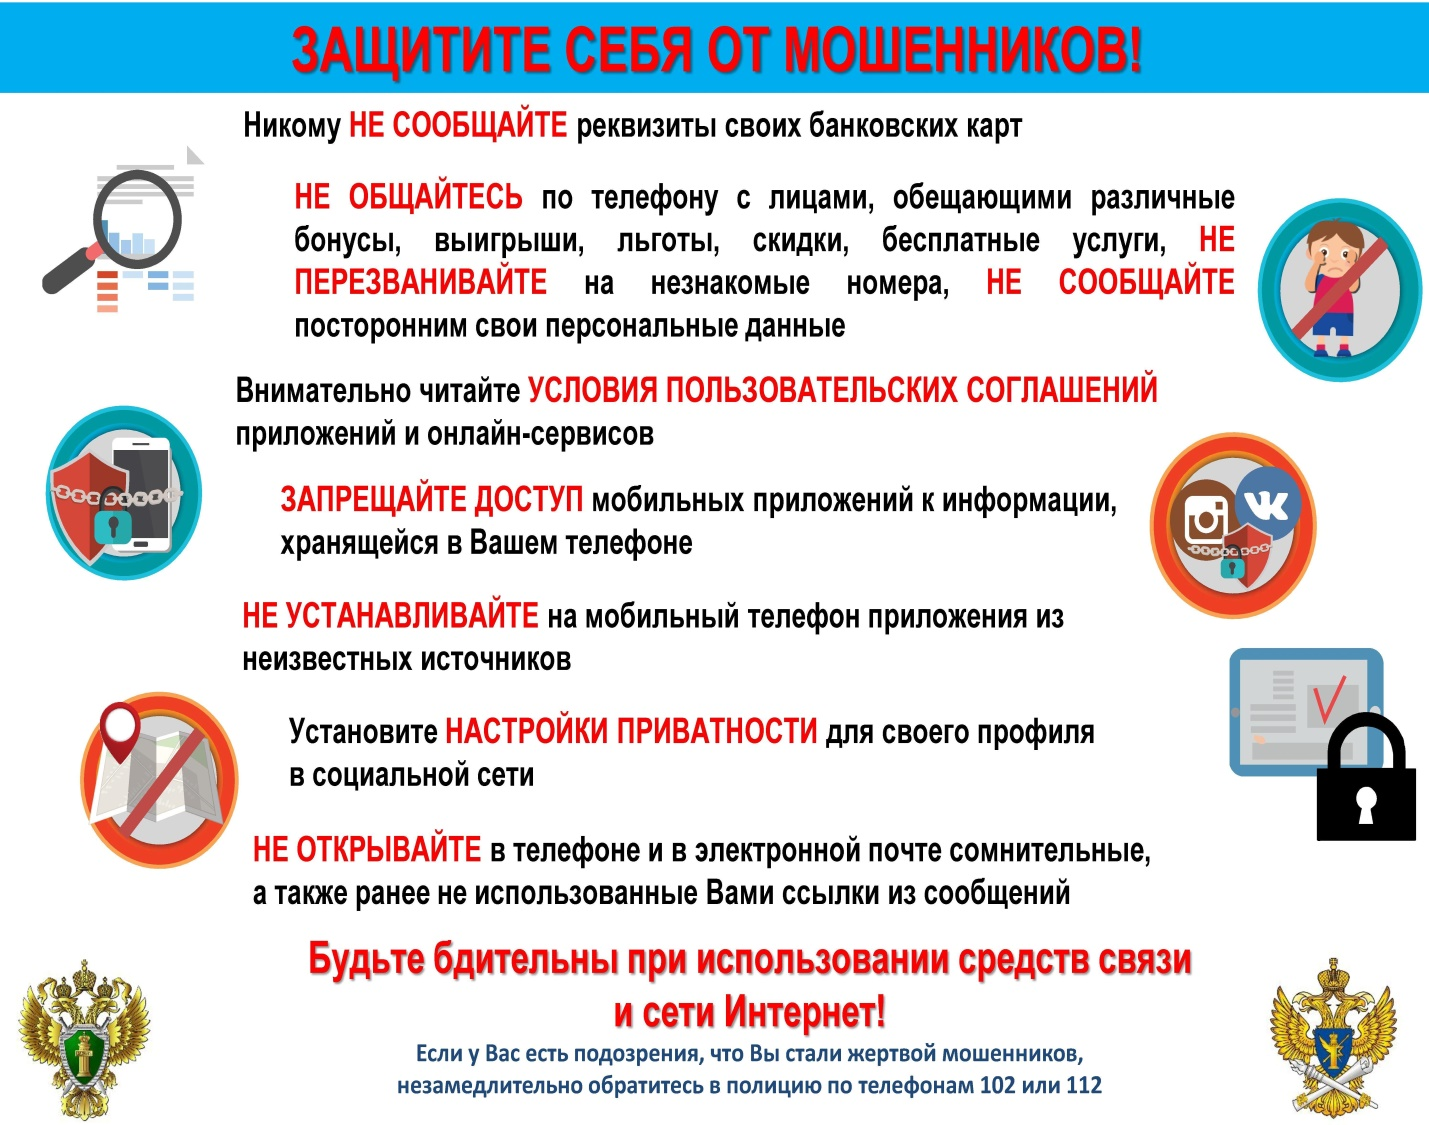 ЗАЩИТИТЕ СЕБЯ ОТ МОШЕННИКОВ!
Никому НЕ СООБЩАЙТЕ реквизиты своих банковских карт
НЕ ОБЩАЙТЕСЬ по телефону с лицами, обещающими различные
бонусы, выигрыши, льготы, скидки, бесплатные услуги, НЕ
ПЕРЕЗВАНИВАЙТЕ на незнакомые номера, НЕ СООБЩАЙТЕ
посторонним свои персональные данные
Внимательно читайте УСЛОВИЯ ПОЛЬЗОВАТЕЛЬСКИХ СОГЛАШЕНИЙ
приложений и онлайн-сервисов
ЗАПРЕЩАЙТЕ ДОСТУП мобильных приложений к информации,
хранящейся в Вашем телефоне
НЕ УСТАНАВЛИВАЙТЕ на мобильный телефон приложения из
неизвестных источников
Установите НАСТРОЙКИ ПРИВАТНОСТИ для своего профиля
в социальной сети
НЕ ОТКРЫВАЙТЕ в телефоне и в электронной почте сомнительные,
а также ранее не использованные Вами ссылки из сообщений
Будьте бдительны при использовании средств связи
и сети Интернет!
Если у Вас есть подозрения, что Вы стали жертвой мошенников,
незамедлительно обратитесь в полицию по телефонам 102 или 112